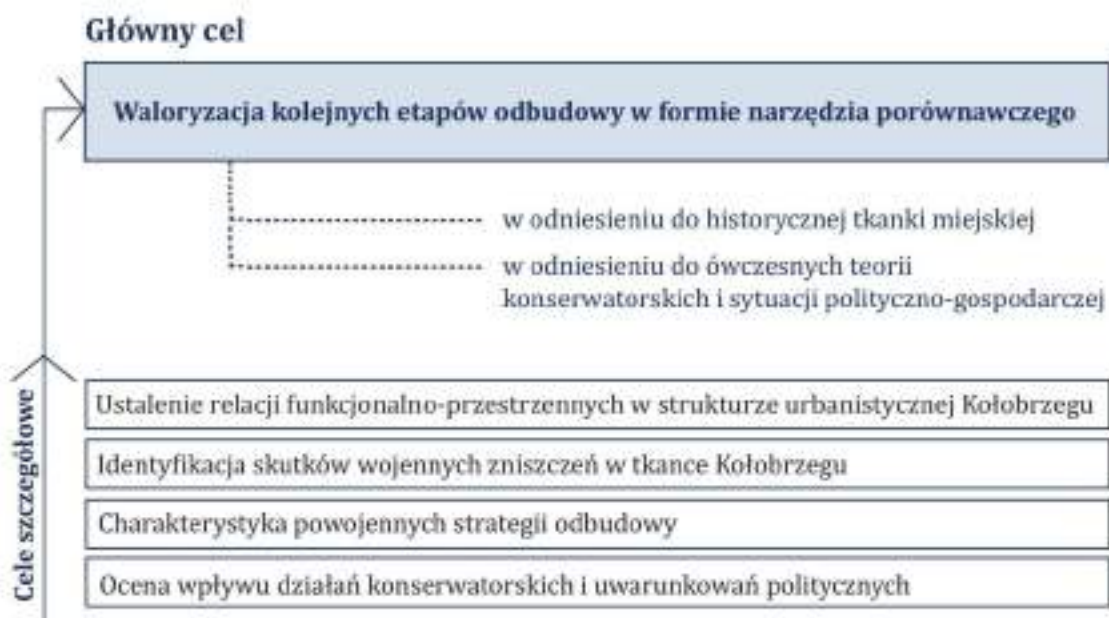 Główny cel
Waloryzacja kolejnych etapów odbudowy w formie narzędzia porównawczego
w odniesieniu do historycznej tkanki miejskiej
w odniesieniu do ówczesnych teorii
konserwatorskich i sytuacji polityczno-gospodarczej
Cele szczegółowe
Ustalenie relacji funkcjonalno-przestrzennych w strukturze urbanistycznej Kołobrzegu
Identyfikacja skutków wojennych zniszczeń w tkance Kołobrzegu
Charakterystyka powojennych strategii odbudowy
Ocena wpływu działań konserwatorskich i uwarunkowań politycznych